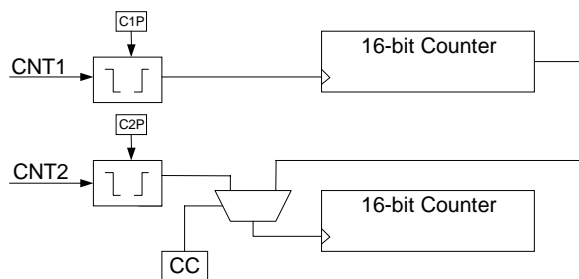 C1P
16-bit Counter
CNT1
C2P
CNT2
16-bit Counter
CC